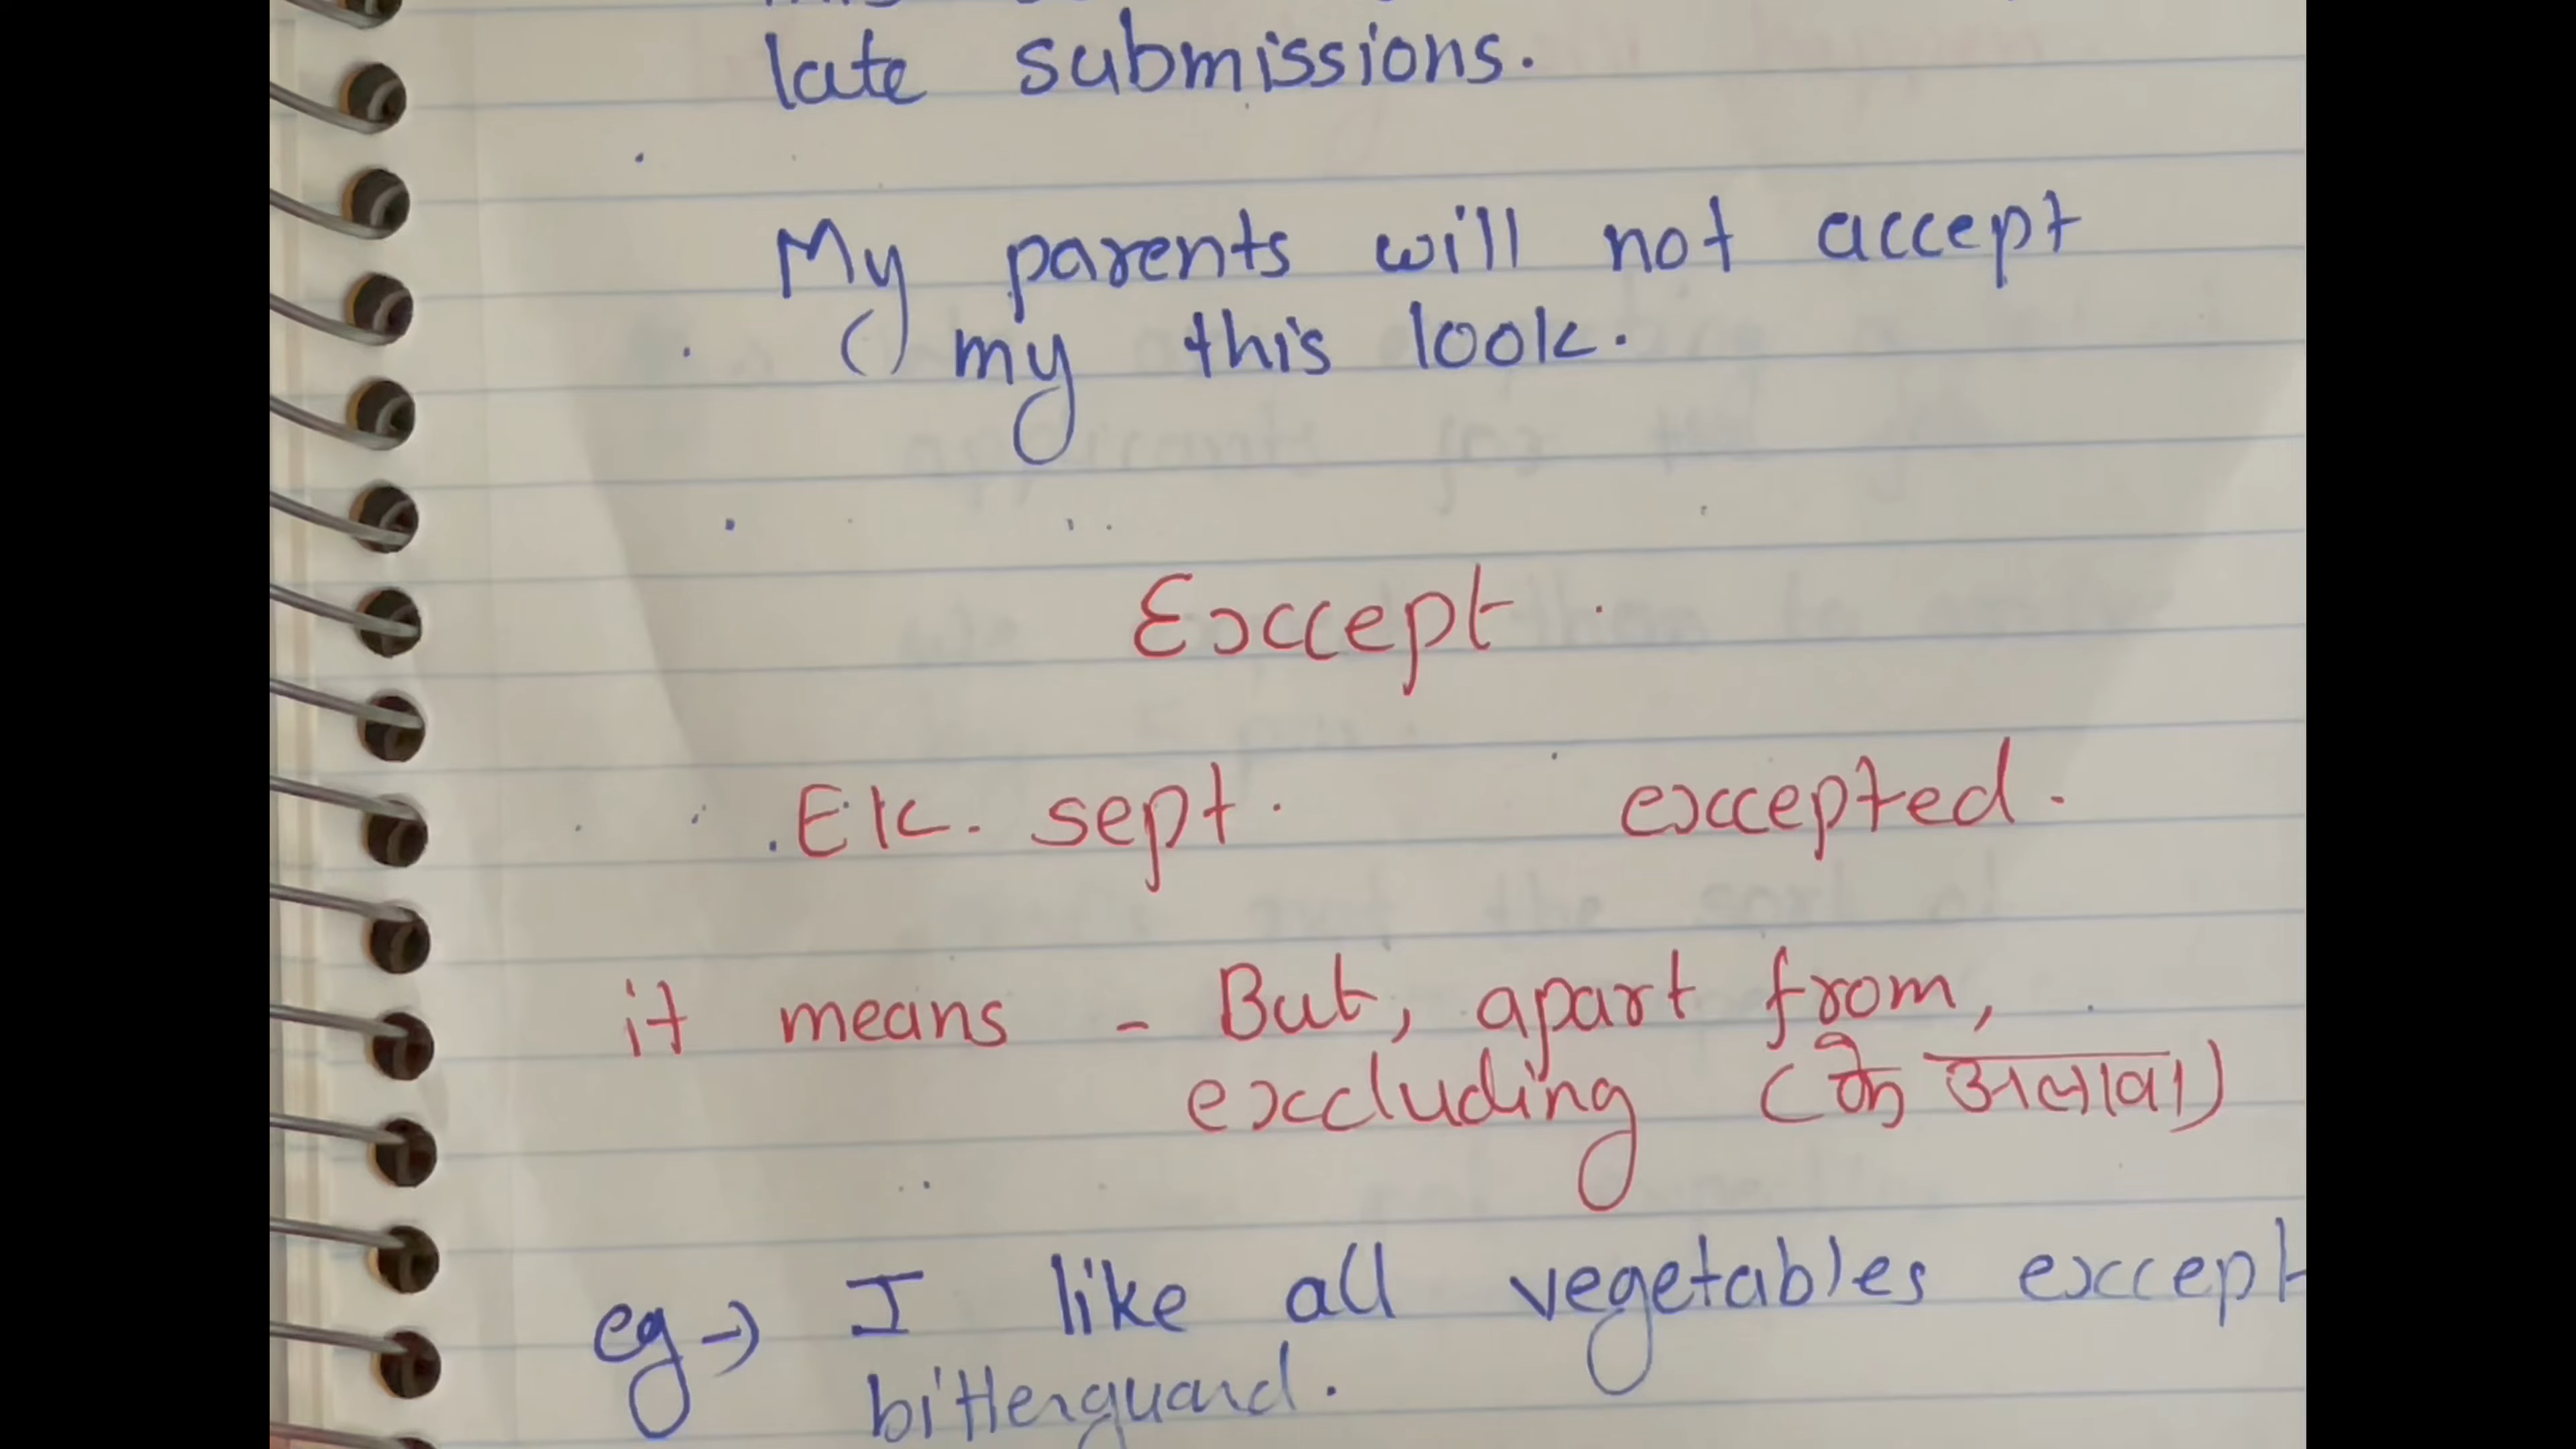 late submissions.
My parents will not accept
my this look.
Except
Ek. sept. excepted.
it means - But, apart from,
excluding (के अलावा)
eg → I like all vegetables except
bitterguard.